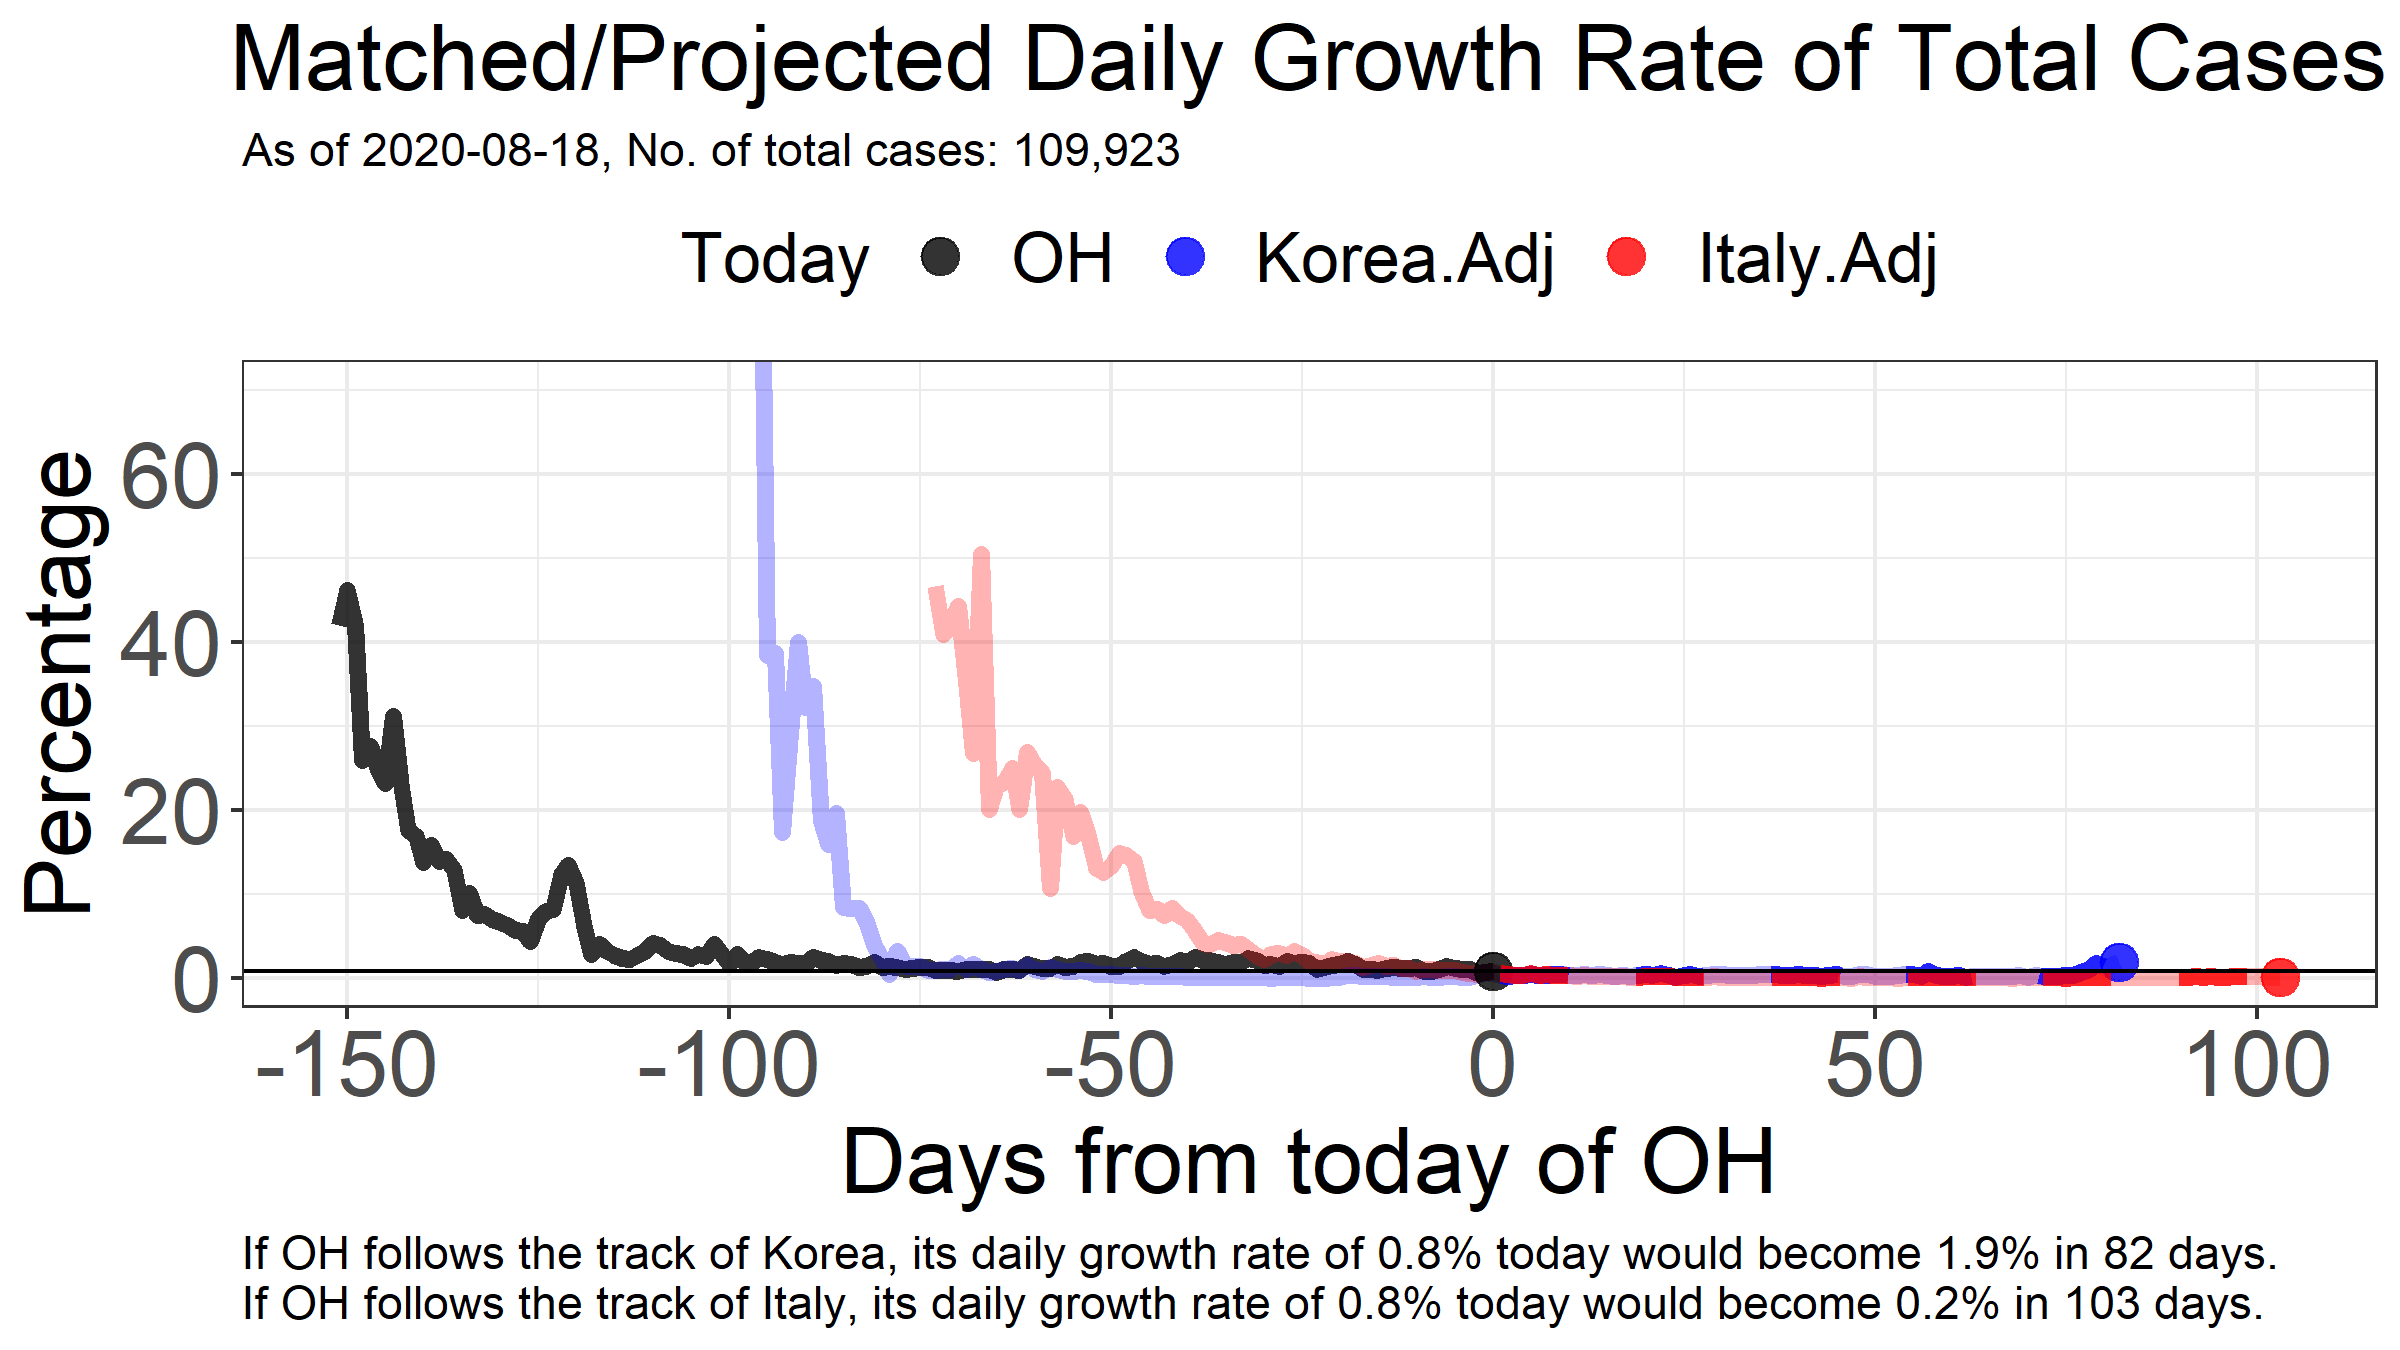 Matched/Projected Daily Growth Rate of Total Cases
As of 2020-08-18, No. of total cases: 109,923
Today OH Korea.Adj Italy.Adj
Percentage
60
40
20
0
-150 -100 -50 0 50 100
Days from today of OH
If OH follows the track of Korea, its daily growth rate of 0.8% today would become 1.9% in 82 days.
If OH follows the track of Italy, its daily growth rate of 0.8% today would become 0.2% in 103 days.